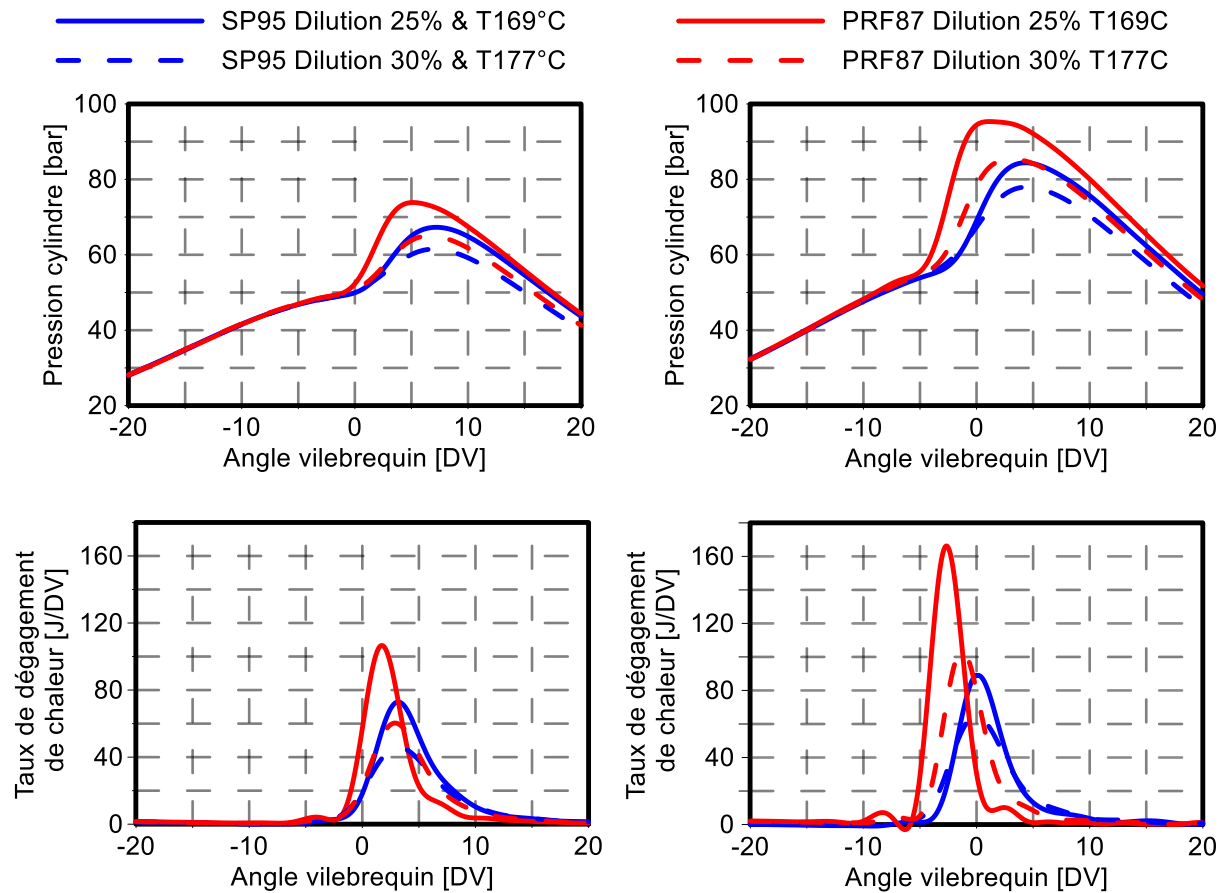 SP95 Dilution 25% & T169°C
PRF87 Dilution 25% T169C
SP95 Dilution 30% & T177°C
PRF87 Dilution 30% T177C
100
80
60
40
20
Pression cylindre [bar]
-20 -10 0 10 20
Angle vilebrequin [DV]
100
80
60
40
20
Pression cylindre [bar]
-20 -10 0 10 20
Angle vilebrequin [DV]
160
120
80
40
0
Taux de dégagement
de chaleur [J/DV]
-20 -10 0 10 20
Angle vilebrequin [DV]
160
120
80
40
0
Taux de dégagement
de chaleur [J/DV]
-20 -10 0 10 20
Angle vilebrequin [DV]